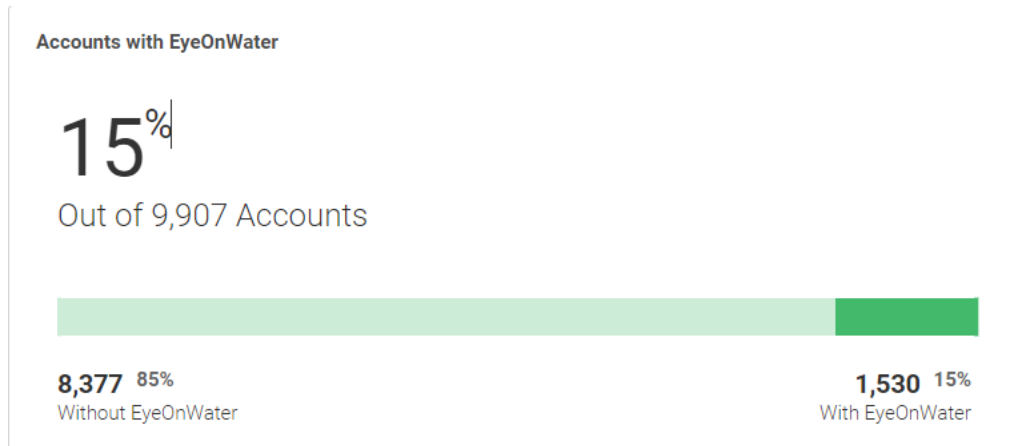 Accounts with EyeOnWater
15%
Out of 9,907 Accounts
8,377 85%
Without EyeOnWater
1,530 15%
With EyeOnWater